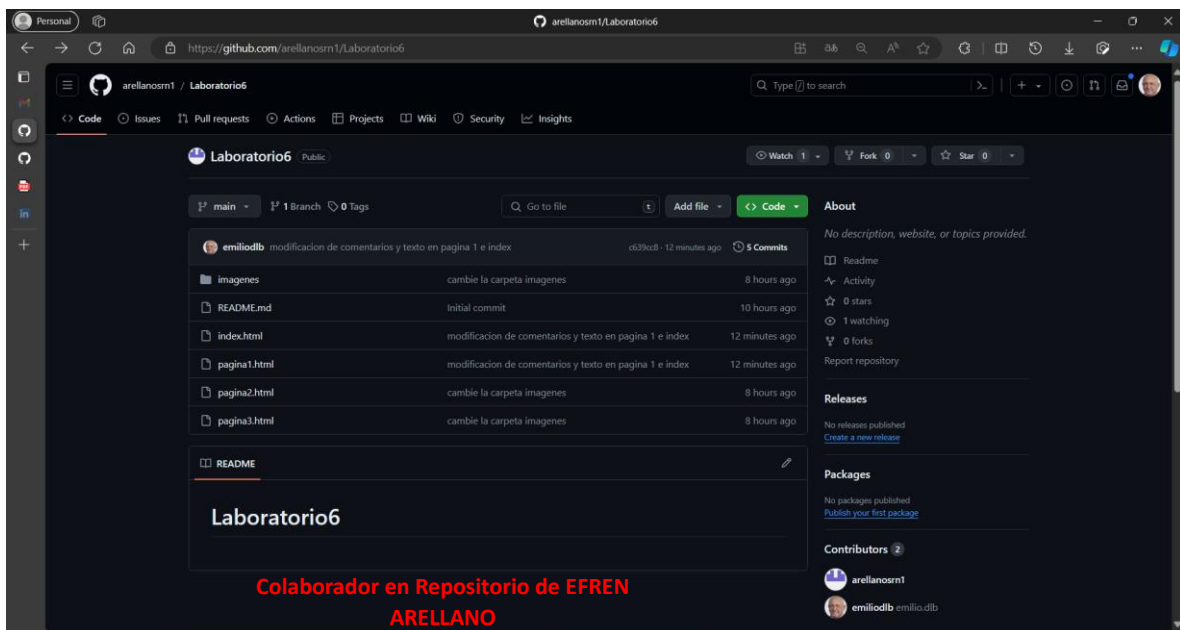 Personal
arellanosrn1/Laboratorio6
https://github.com/arellanosrn1/Laboratorio6
arellanosrn1 / Laboratorio6
Type / to search
Code Issues Pull requests Actions Projects Wiki Security Insights
Laboratorio6 Public
Watch 1 Fork 0 Star 0
main 1 Branch 0 Tags Go to file t Add file Code
emiliodlb modificacion de comentarios y texto en pagina 1 e index c639cc8 · 12 minutes ago 5 Commits
imagenes cambie la carpeta imagenes 8 hours ago
README.md Initial commit 10 hours ago
index.html modificacion de comentarios y texto en pagina 1 e index 12 minutes ago
pagina1.html modificacion de comentarios y texto en pagina 1 e index 12 minutes ago
pagina2.html cambie la carpeta imagenes 8 hours ago
pagina3.html cambie la carpeta imagenes 8 hours ago
README
Laboratorio6
About
No description, website, or topics provided.
Readme
Activity
0 stars
1 watching
0 forks
Report repository
Releases
No releases published
Create a new release
Packages
No packages published
Publish your first package
Contributors 2
arellanosrn1
emiliodlb emilio.dlb
Colaborador en Repositorio de EFREN
ARELLANO